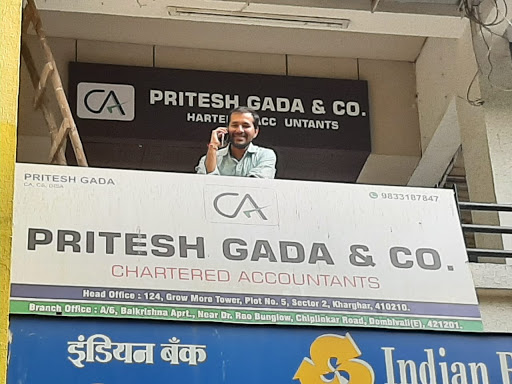 CA PRITESH GADA & CO.
HARTE ACC UNTANTS
PRITESH GADA
CA, CS, DISA
9833187847
CA
PRITESH GADA & CO.
CHARTERED ACCOUNTANTS
Head Office : 124, Grow More Tower, Plot No. 5, Sector 2, Kharghar, 410210.
Branch Office : A/6, Balkrishna Aprt., Near Dr. Rao Bunglow, Chiplinkar Road, Dombivali(E), 421201.
इंडियन बैंक
Indian B